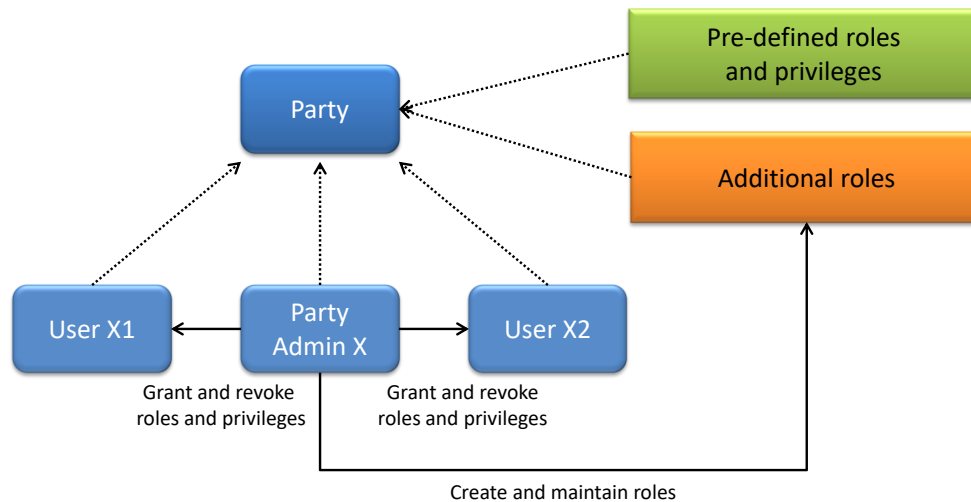 Pre-defined roles
and privileges
Party
Additional roles
User X1
Party
Admin X
User X2
Grant and revoke
roles and privileges
Grant and revoke
roles and privileges
Create and maintain roles